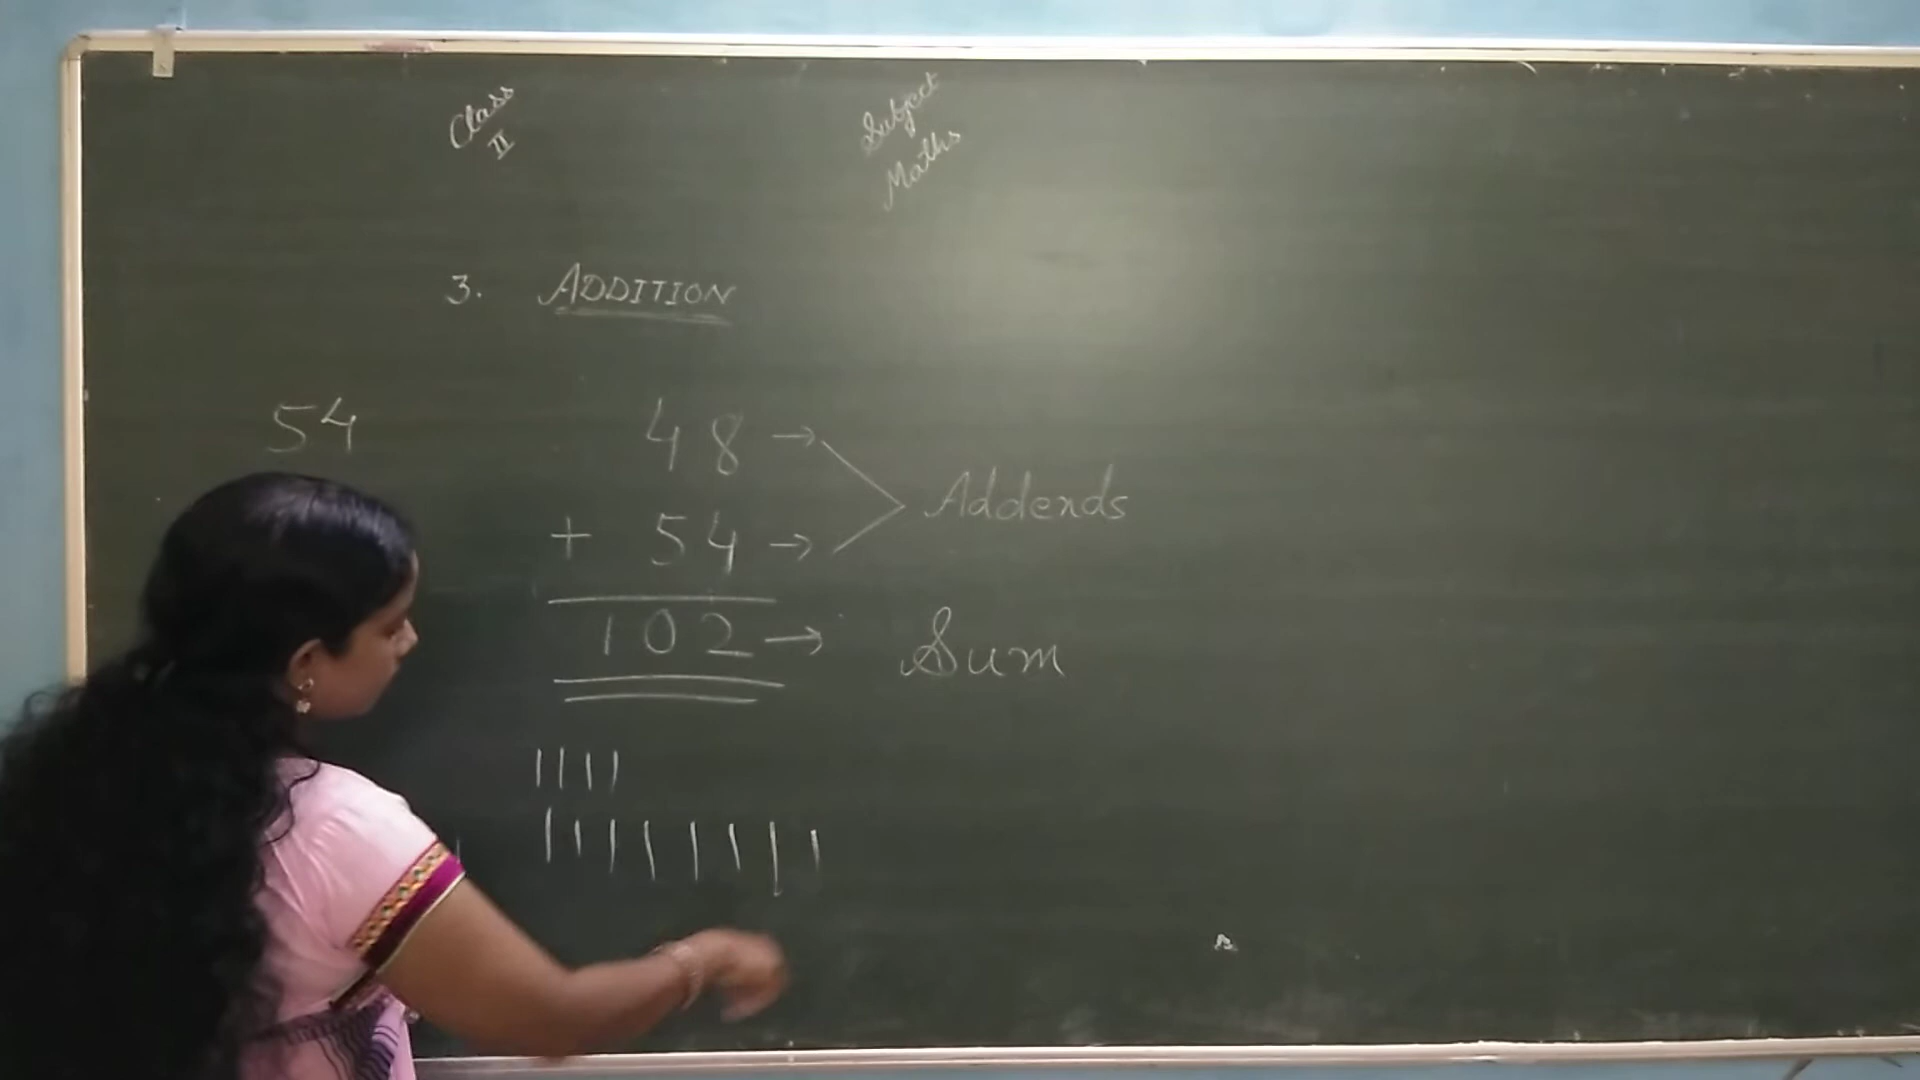 Class
II
Subject
Maths
3. ADDITION
54
48 →
Addends
+ 54 →
102 → Sum
||||
||||||||